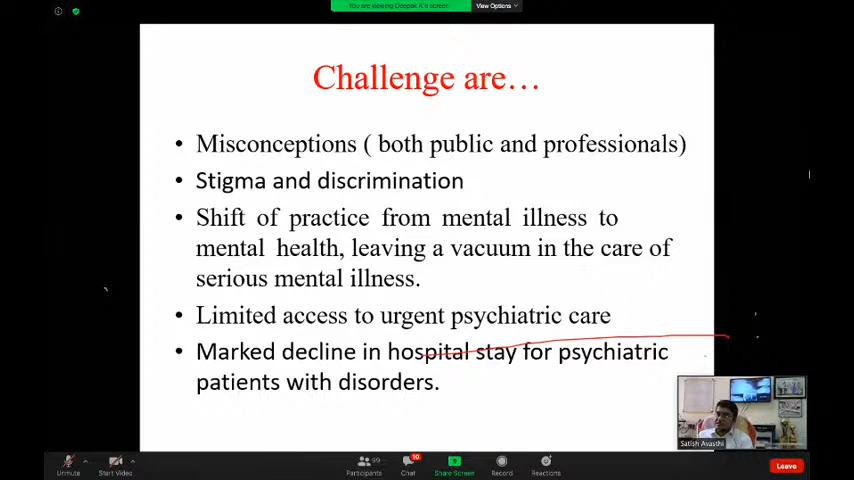 You are viewing Deepak K's screen
View Options
Challenge are…
• Misconceptions ( both public and professionals)
• Stigma and discrimination
• Shift of practice from mental illness to
mental health, leaving a vacuum in the care of
serious mental illness.
• Limited access to urgent psychiatric care
• Marked decline in hospital stay for psychiatric
patients with disorders.
Satish Avasthi
99 10
Unmute Start Video Participants Chat Share Screen Record Reactions Leave